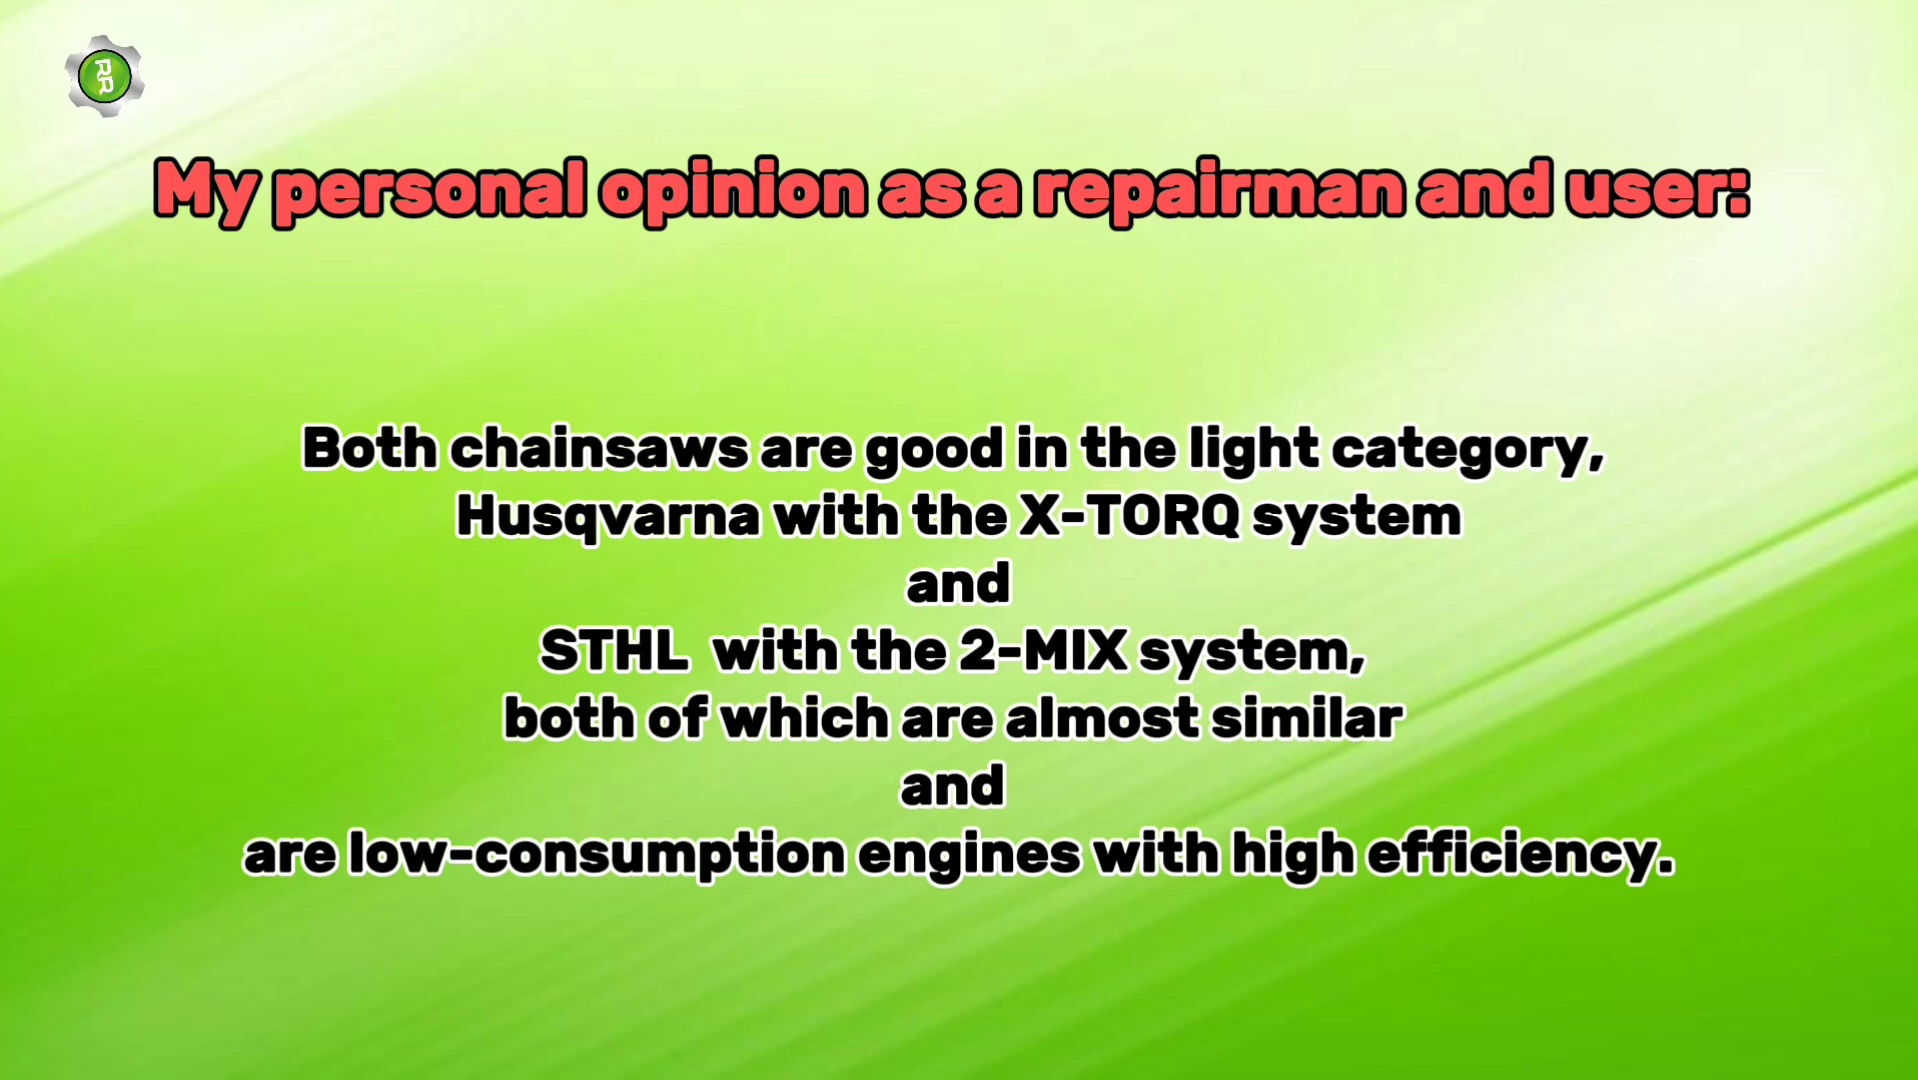 RR
My personal opinion as a repairman and user:
Both chainsaws are good in the light category,
Husqvarna with the X-TORQ system
and
STHL with the 2-MIX system,
both of which are almost similar
and
are low-consumption engines with high efficiency.